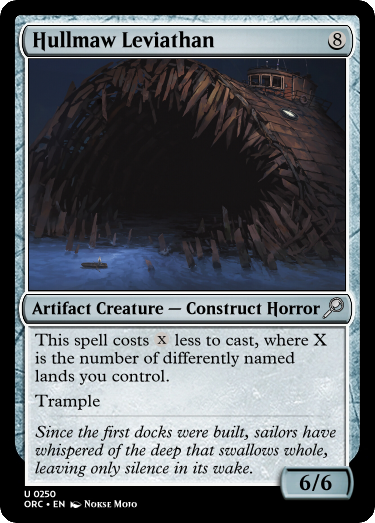 Hullmaw Leviathan 8
Artifact Creature — Construct Horror
This spell costs X less to cast, where X
is the number of differently named
lands you control.
Trample
Since the first docks were built, sailors have
whispered of the deep that swallows whole,
leaving only silence in its wake.
6/6
U 0250
ORC • EN Nokse Moto